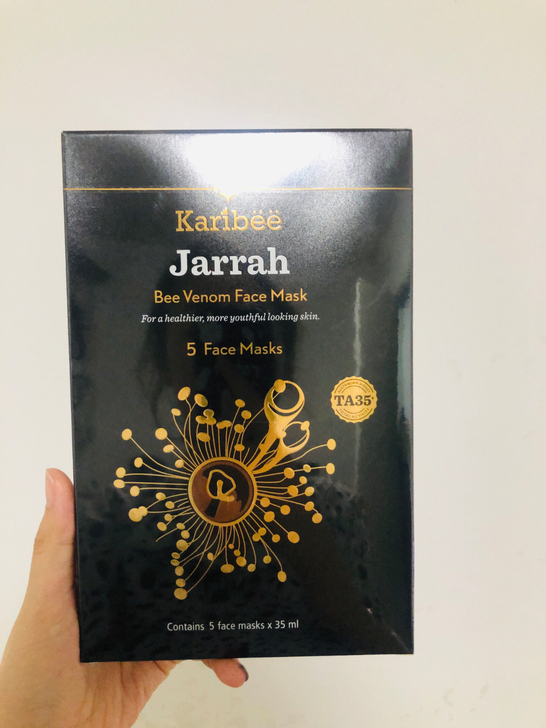 Karibëë
Jarrah
Bee Venom Face Mask
For a healthier, more youthful looking skin.
5 Face Masks
TA35
Contains 5 face masks x 35 ml